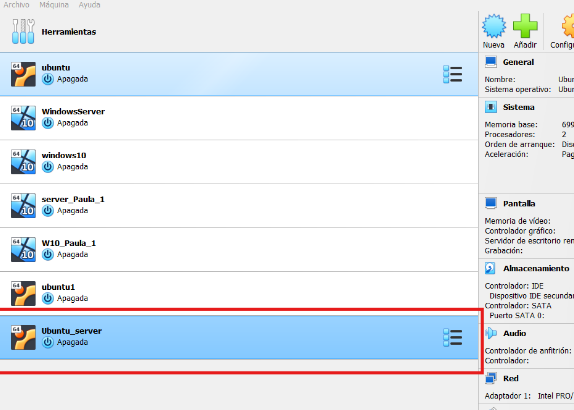 Archivo Máquina Ayuda
Herramientas
ubuntu
Apagada
WindowsServer
Apagada
windows10
Apagada
server_Paula_1
Apagada
W10_Paula_1
Apagada
ubuntu1
Apagada
Ubuntu_server
Apagada
Nueva Añadir Config
General
Nombre: Ubun
Sistema operativo: Ubun
Sistema
Memoria base: 699
Procesadores: 2
Orden de arranque: Disc
Aceleración: Pag
Pantalla
Memoria de vídeo:
Controlador gráfico:
Servidor de escritorio rem
Grabación:
Almacenamiento
Controlador: IDE
Dispositivo IDE secundar
Controlador: SATA
Puerto SATA 0:
Audio
Controlador de anfitrión:
Controlador:
Red
Adaptador 1: Intel PRO/